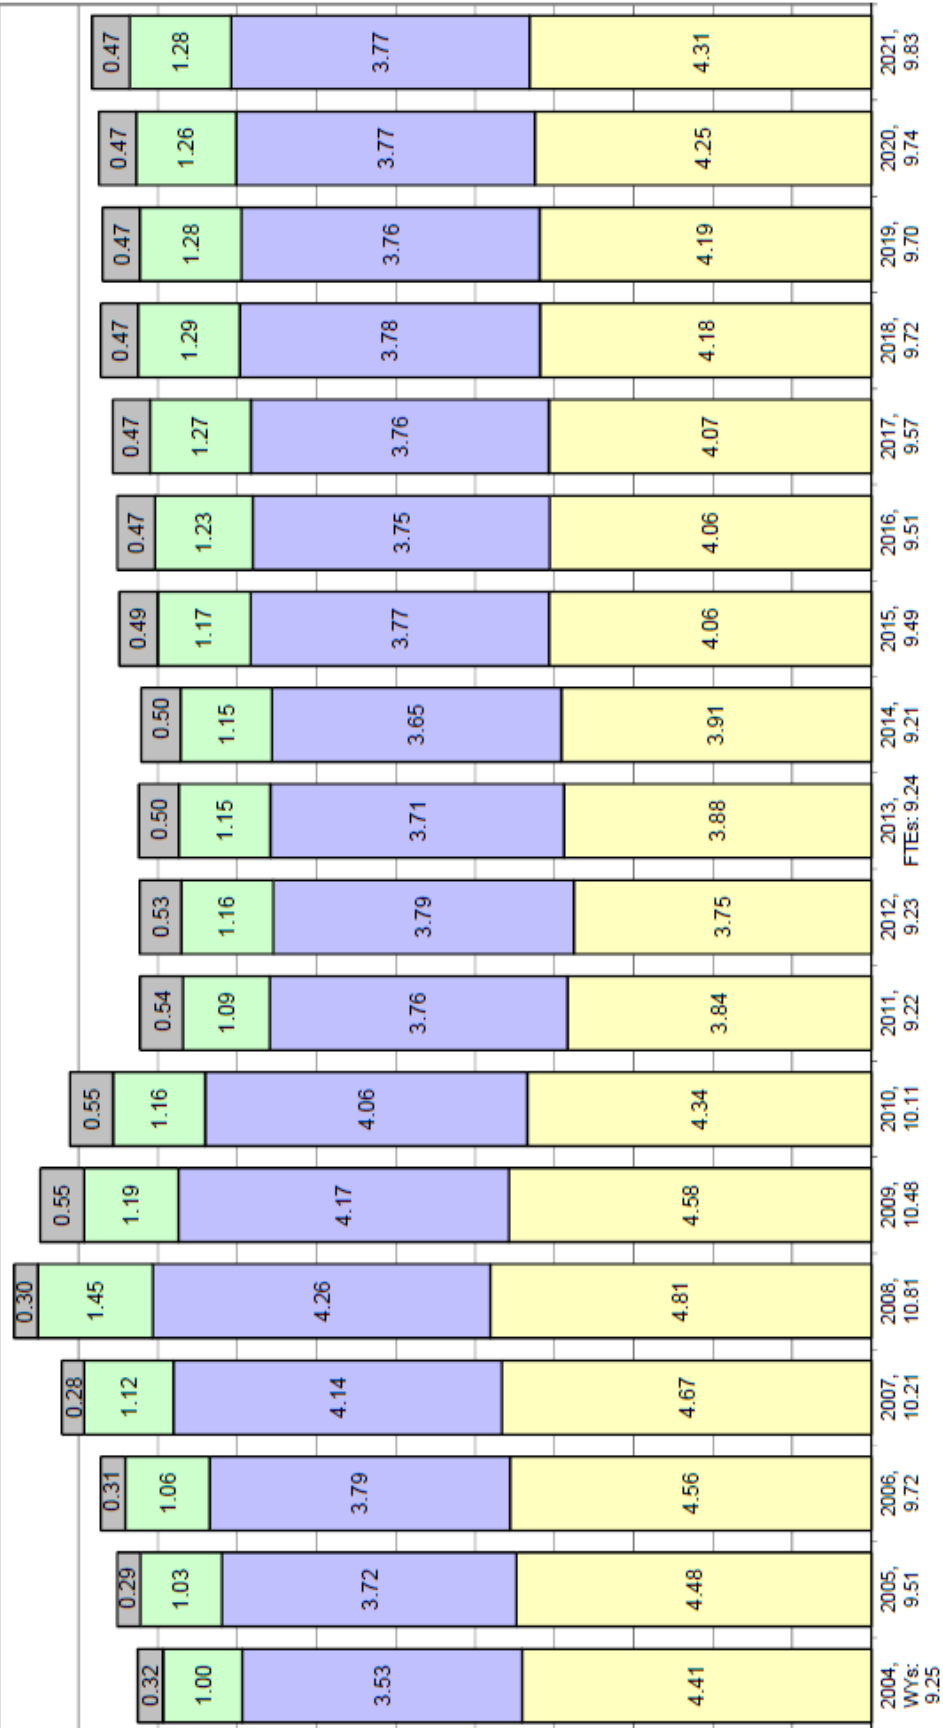 0.32 0.29 0.31 0.28 0.30 0.55 0.55 0.54 0.53 0.50 0.50 0.49 0.47 0.47 0.47 0.47 0.47 0.47
1.00 1.03 1.06 1.12 1.45 1.19 1.16 1.09 1.16 1.15 1.15 1.17 1.23 1.27 1.29 1.28 1.26 1.28
3.53 3.72 3.79 4.14 4.26 4.17 4.06 3.76 3.79 3.71 3.65 3.77 3.75 3.76 3.78 3.76 3.77 3.77
4.41 4.48 4.56 4.67 4.81 4.58 4.34 3.84 3.75 3.88 3.91 4.06 4.06 4.07 4.18 4.19 4.25 4.31
2004, 2005, 2006, 2007, 2008, 2009, 2010, 2011, 2012, 2013, 2014, 2015, 2016, 2017, 2018, 2019, 2020, 2021,
WYs: 9.51 9.72 10.21 10.81 10.48 10.11 9.22 9.23 FTEs: 9.24 9.21 9.49 9.51 9.57 9.72 9.70 9.74 9.83
9.25